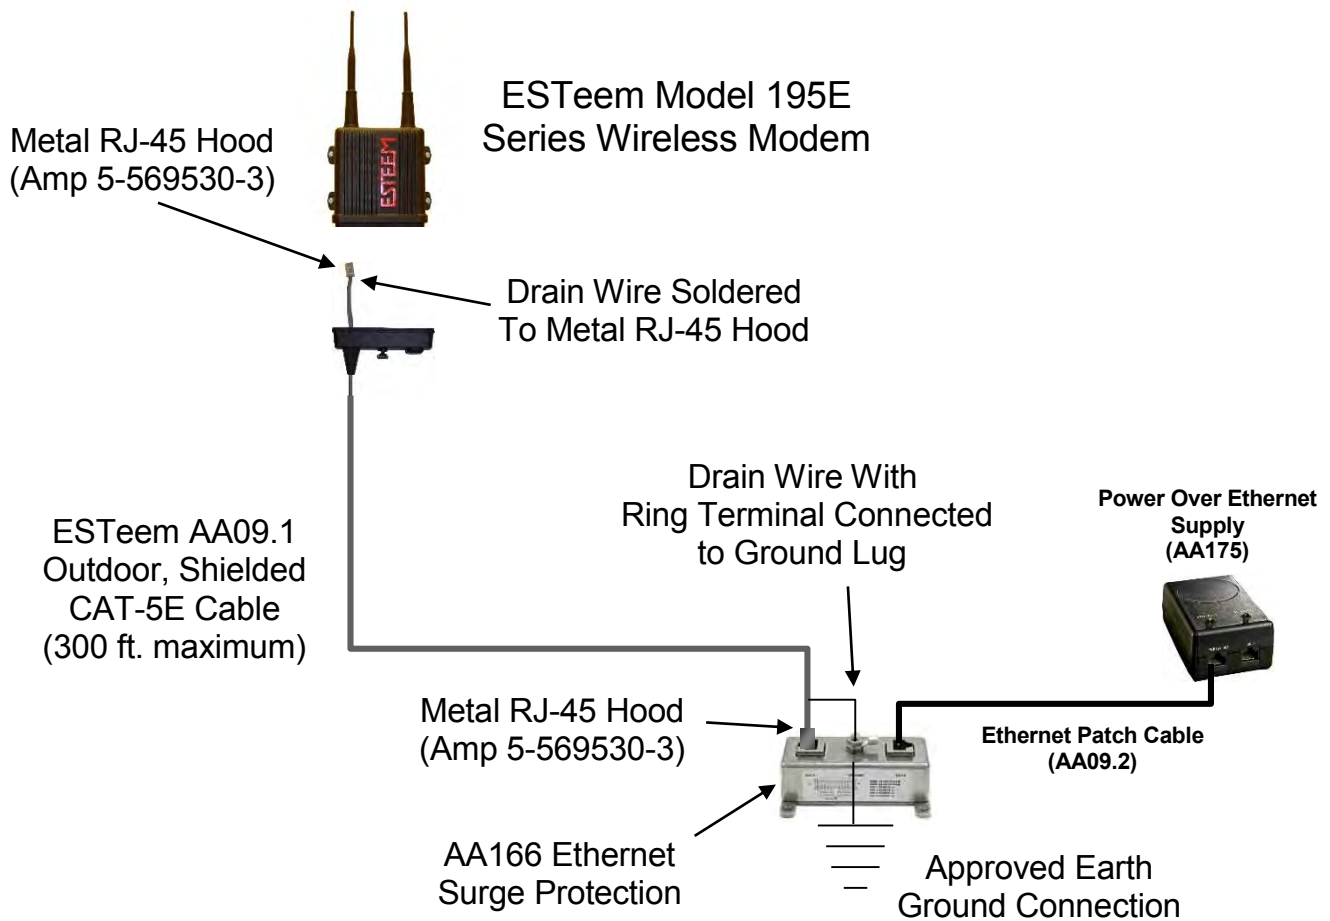 ESTeem Model 195E
Series Wireless Modem
Metal RJ-45 Hood
(Amp 5-569530-3)
ESTEEM
Drain Wire Soldered
To Metal RJ-45 Hood
Drain Wire With
Ring Terminal Connected
to Ground Lug
Power Over Ethernet
Supply
(AA175)
ESTeem AA09.1
Outdoor, Shielded
CAT-5E Cable
(300 ft. maximum)
Metal RJ-45 Hood
(Amp 5-569530-3)
Ethernet Patch Cable
(AA09.2)
AA166 Ethernet
Surge Protection
Approved Earth
Ground Connection